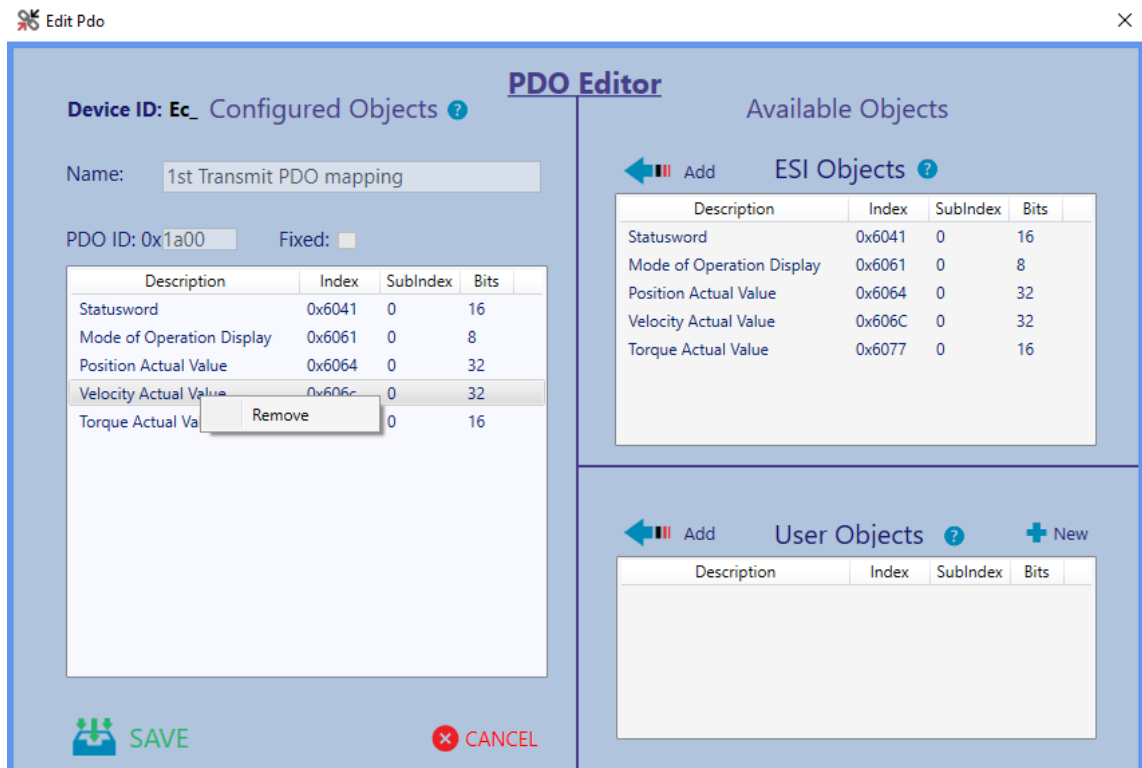 Edit Pdo
PDO Editor
Device ID: Ec_ Configured Objects ?
Name: 1st Transmit PDO mapping
PDO ID: 0x1a00 Fixed:
Description Index SubIndex Bits
Statusword 0x6041 0 16
Mode of Operation Display 0x6061 0 8
Position Actual Value 0x6064 0 32
Velocity Actual Value 0x606c 0 32
Torque Actual Va 0 16
Remove
SAVE
CANCEL
Available Objects
Add ESI Objects ?
Description Index SubIndex Bits
Statusword 0x6041 0 16
Mode of Operation Display 0x6061 0 8
Position Actual Value 0x6064 0 32
Velocity Actual Value 0x606C 0 32
Torque Actual Value 0x6077 0 16
Add User Objects ? New
Description Index SubIndex Bits